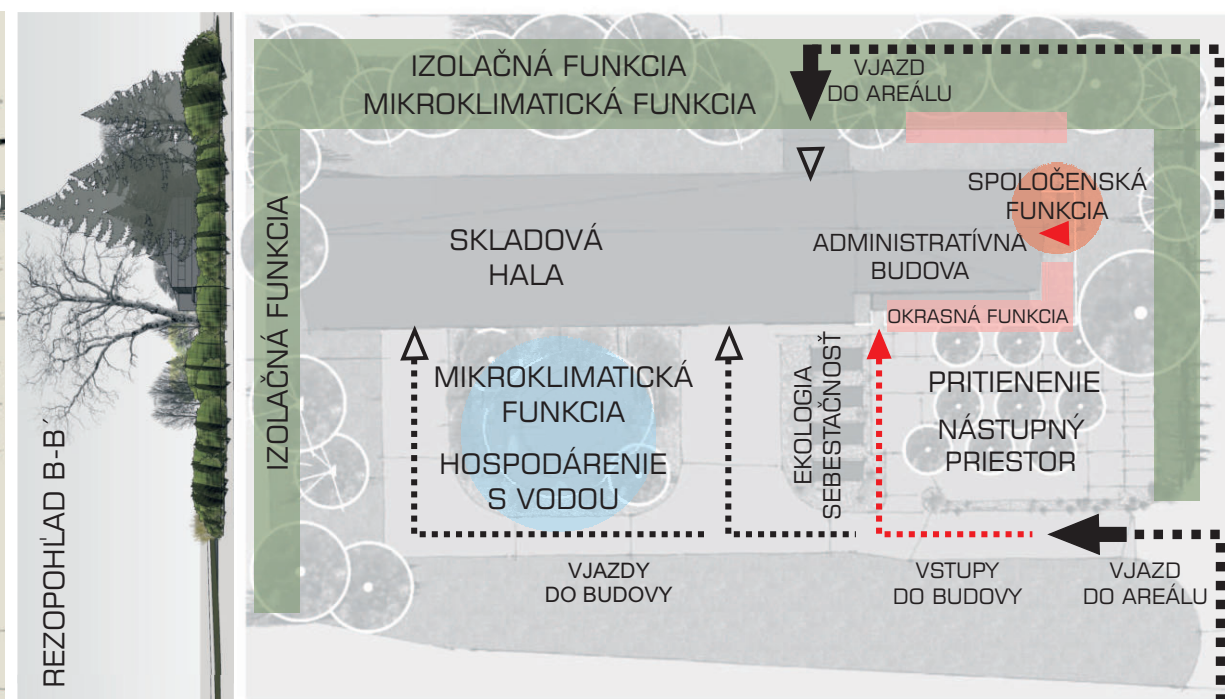 REZOPOHĽAD B-B´
IZOLAČNÁ FUNKCIA
MIKROKLIMATICKÁ FUNKCIA
VJAZD
DO AREÁLU
IZOLAČNÁ FUNKCIA
SKLADOVÁ
HALA
SPOLOČENSKÁ
FUNKCIA
ADMINISTRATÍVNA
BUDOVA
OKRASNÁ FUNKCIA
MIKROKLIMATICKÁ
FUNKCIA
HOSPODÁRENIE
S VODOU
EKOLOGIA
SEBESTAČNOSŤ
PRITIENENIE
NÁSTUPNÝ
PRIESTOR
VJAZDY
DO BUDOVY
VSTUPY
DO BUDOVY
VJAZD
DO AREÁLU